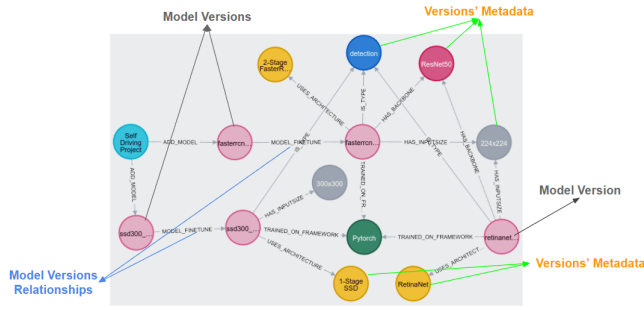 Versions' Metadata
Model Versions
detection
2-Stage
FasterR...
ResNet50
USES_ARCHITECTURE
IS_TYPE
HAS_BACKBONE
Self
Driving
Project
ADD_MODEL
fasterrcn...
MODEL_FINETUNE
fasterrcn...
HAS_INPUTSIZE
224x224
IS_TYPE
IS_TYPE
HAS_BACKBONE
ADD_MODEL
300x300
HAS_INPUTSIZE
TRAINED_ON_FR...
HAS_INPUTSIZE
Model Version
ssd300_...
MODEL_FINETUNE
ssd300_...
TRAINED_ON_FRAMEWORK
Pytorch
TRAINED_ON_FRAMEWORK
retinanet...
USES_ARCHITECTURE
USES_ARCHITECT...
Model Versions
Relationships
1-Stage
SSD
RetinaNet
Versions' Metadata